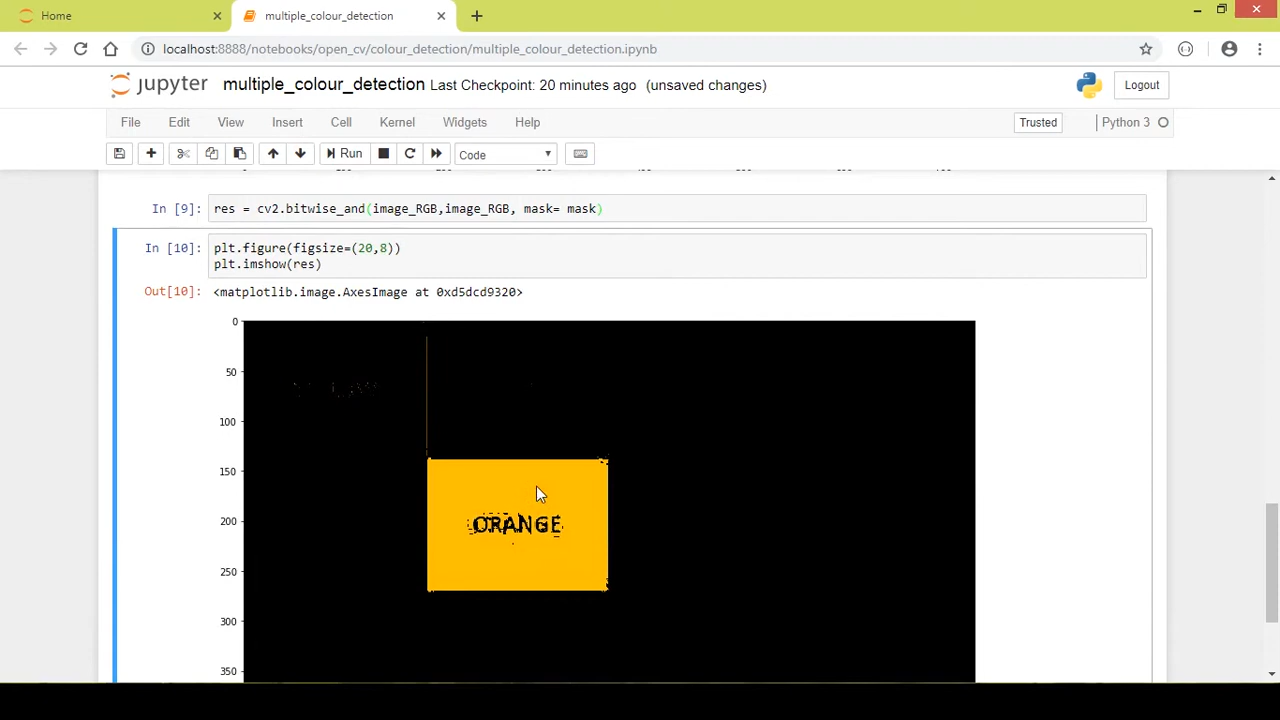 Home
multiple_colour_detection
localhost:8888/notebooks/open_cv/colour_detection/multiple_colour_detection.ipynb
jupyter multiple_colour_detection Last Checkpoint: 20 minutes ago (unsaved changes) Logout
File Edit View Insert Cell Kernel Widgets Help Trusted Python 3
Run Code
In [9]: res = cv2.bitwise_and(image_RGB,image_RGB, mask= mask)
In [10]: plt.figure(figsize=(20,8))
plt.imshow(res)
Out[10]: <matplotlib.image.AxesImage at 0xd5dcd9320>
0
50
100
150
200
250
300
350
ORANGE